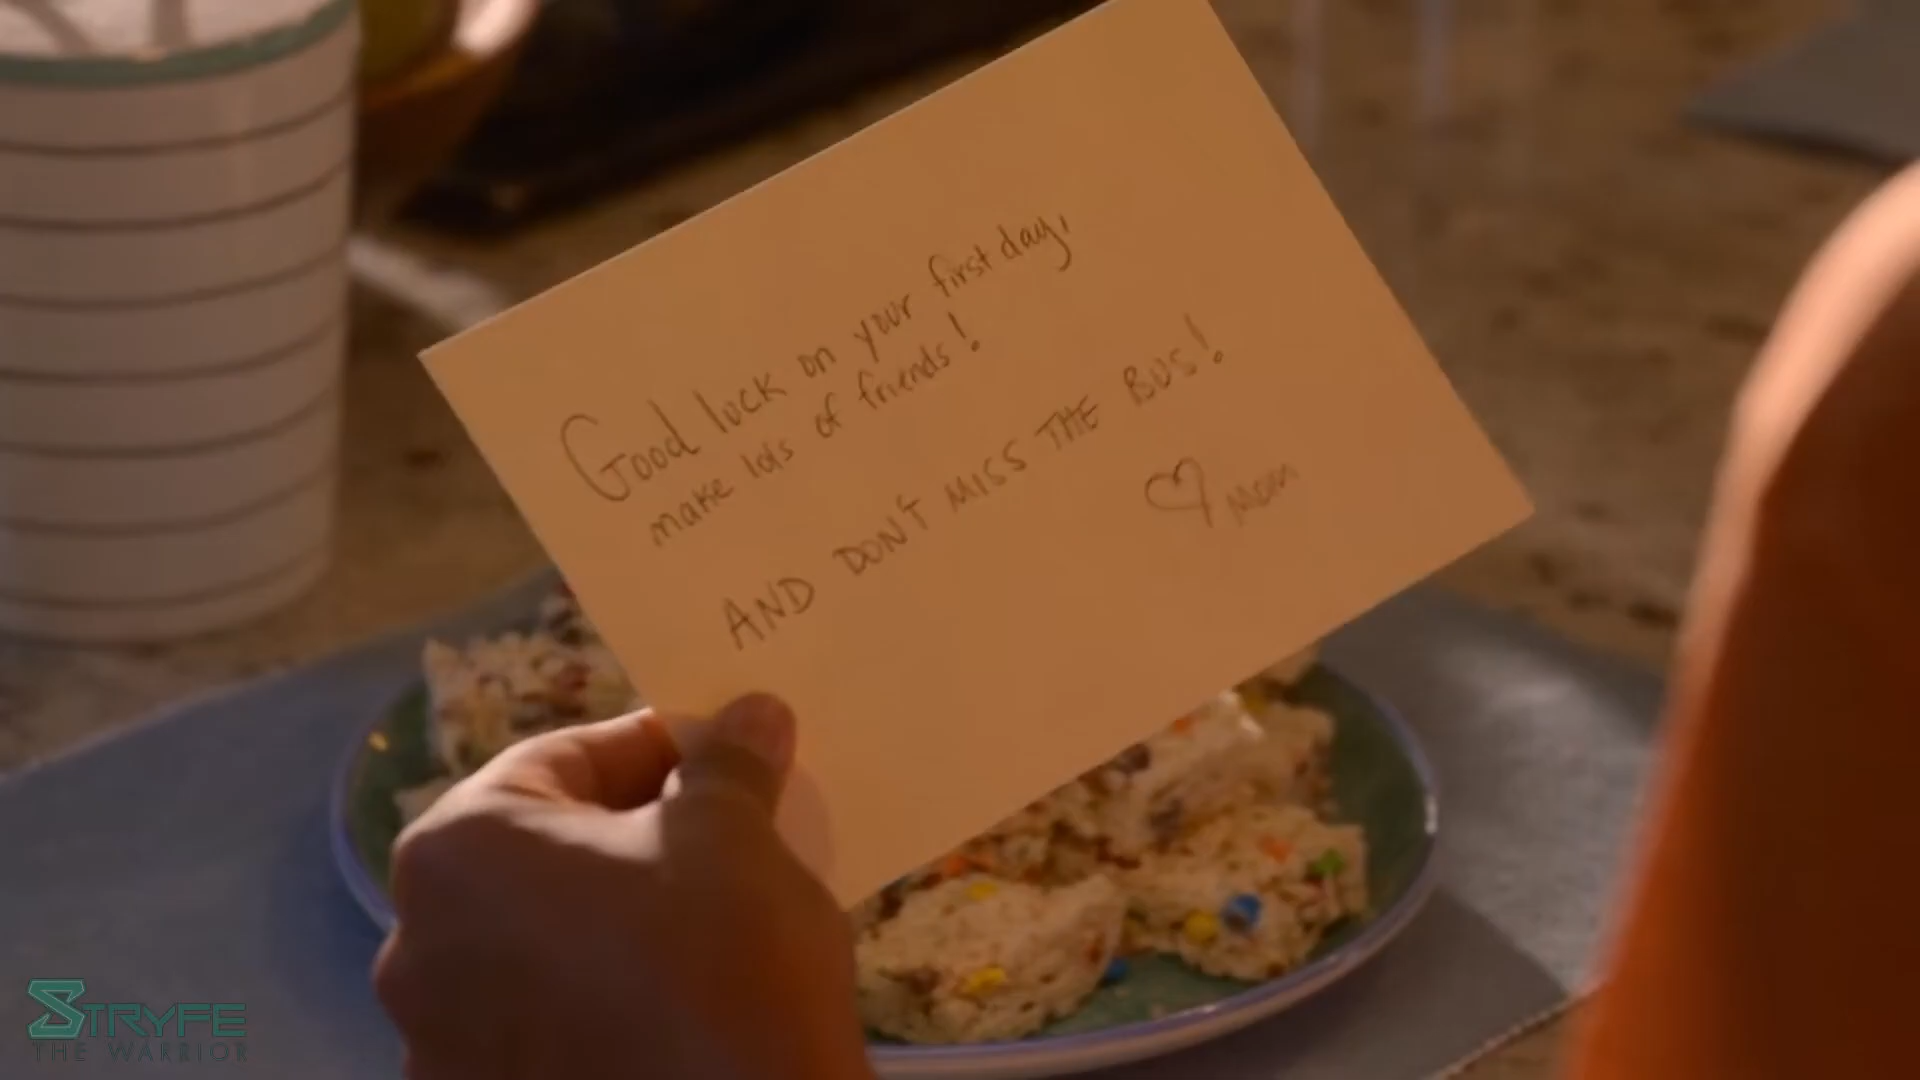 Good luck on your first day,
make lots of friends!
AND DON'T MISS THE BUS!
♡ Mom
STRYFE
THE WARRIOR